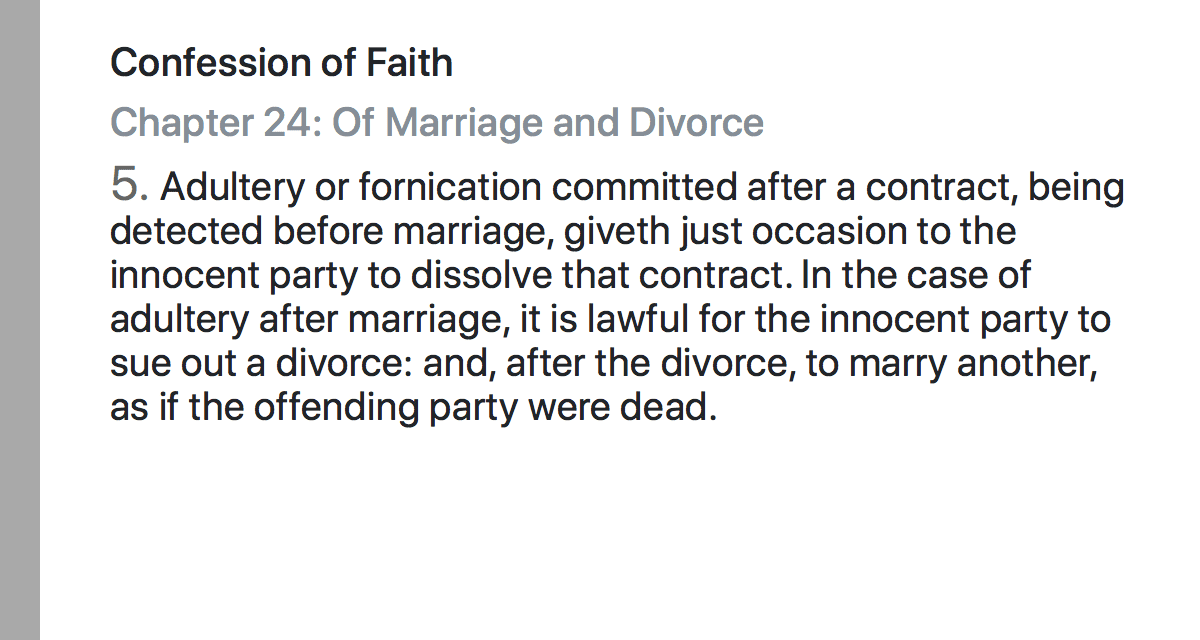 Confession of Faith
Chapter 24: Of Marriage and Divorce
5. Adultery or fornication committed after a contract, being
detected before marriage, giveth just occasion to the
innocent party to dissolve that contract. In the case of
adultery after marriage, it is lawful for the innocent party to
sue out a divorce: and, after the divorce, to marry another,
as if the offending party were dead.